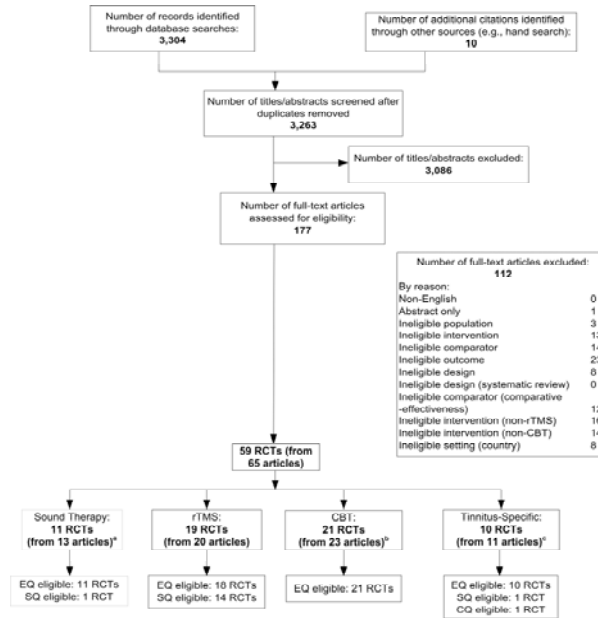 Number of records identified
through database searches:
3,304
Number of additional citations identified
through other sources (e.g., hand search):
10
Number of titles/abstracts screened after
duplicates removed
3,263
Number of titles/abstracts excluded:
3,086
Number of full-text articles
assessed for eligibility:
177
Number of full-text articles excluded:
112
By reason:
Non-English 0
Abstract only 1
Ineligible population 3
Ineligible intervention 13
Ineligible comparator 14
Ineligible outcome 23
Ineligible design 8
Ineligible design (systematic review) 0
Ineligible comparator (comparative
-effectiveness) 12
Ineligible intervention (non-rTMS) 16
Ineligible intervention (non-CBT) 14
Ineligible setting (country) 8
59 RCTs (from
65 articles)
Sound Therapy:
11 RCTs
(from 13 articles)a
rTMS:
19 RCTs
(from 20 articles)
CBT:
21 RCTs
(from 23 articles)b
Tinnitus-Specific:
10 RCTs
(from 11 articles)c
EQ eligible: 11 RCTs
SQ eligible: 1 RCT
EQ eligible: 18 RCTs
SQ eligible: 14 RCTs
EQ eligible: 21 RCTs
EQ eligible: 10 RCTs
SQ eligible: 1 RCT
CQ eligible: 1 RCT